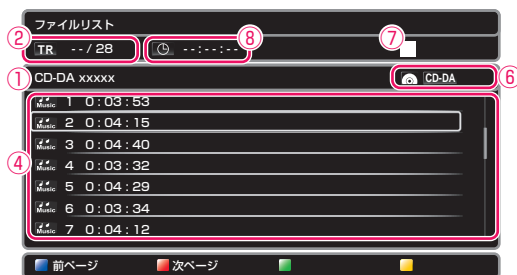 ファイルリスト
② TR --/28 ⑧ --:--:-- ⑦
① CD-DA xxxxx CD-DA ⑥
④
Music 1 0:03:53
Music 2 0:04:15
Music 3 0:04:40
Music 4 0:03:32
Music 5 0:04:29
Music 6 0:03:34
Music 7 0:04:12
前ページ 次ページ